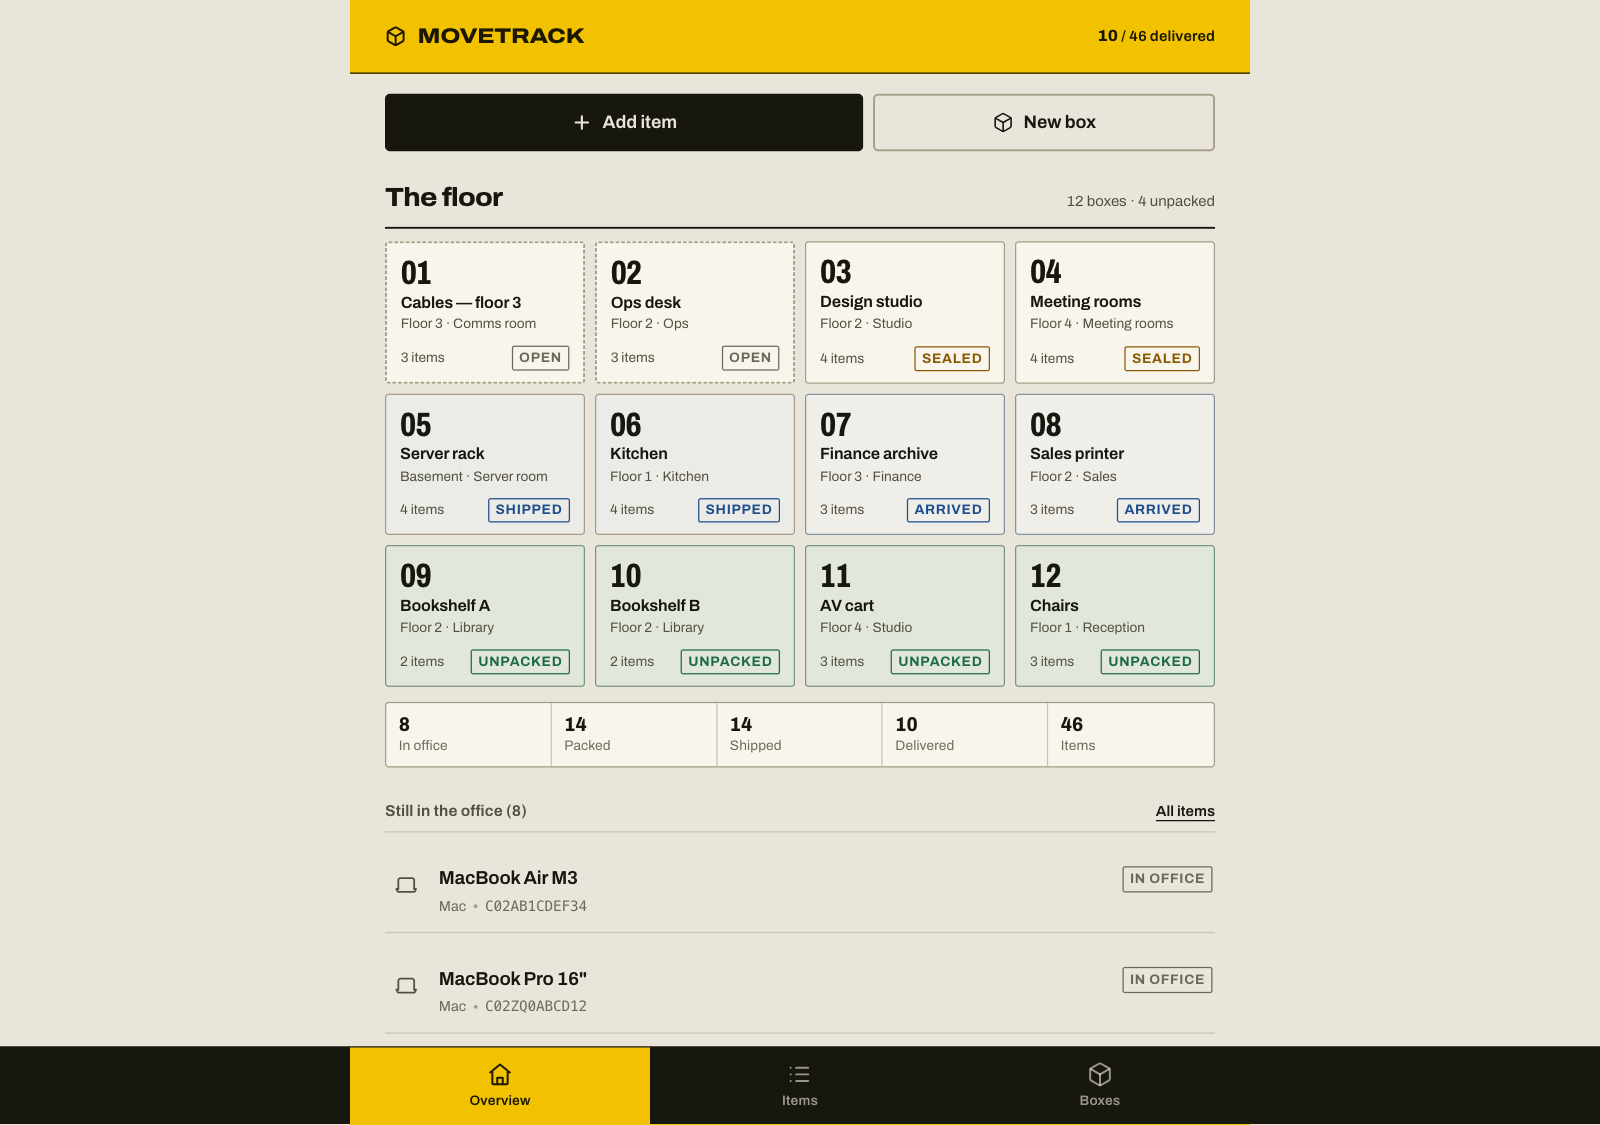 MOVETRACK
10 / 46 delivered
Add item
New box
The floor
12 boxes · 4 unpacked
01
Cables — floor 3
Floor 3 · Comms room
3 items
OPEN
02
Ops desk
Floor 2 · Ops
3 items
OPEN
03
Design studio
Floor 2 · Studio
4 items
SEALED
04
Meeting rooms
Floor 4 · Meeting rooms
4 items
SEALED
05
Server rack
Basement · Server room
4 items
SHIPPED
06
Kitchen
Floor 1 · Kitchen
4 items
SHIPPED
07
Finance archive
Floor 3 · Finance
3 items
ARRIVED
08
Sales printer
Floor 2 · Sales
3 items
ARRIVED
09
Bookshelf A
Floor 2 · Library
2 items
UNPACKED
10
Bookshelf B
Floor 2 · Library
2 items
UNPACKED
11
AV cart
Floor 4 · Studio
3 items
UNPACKED
12
Chairs
Floor 1 · Reception
3 items
UNPACKED
8
In office
14
Packed
14
Shipped
10
Delivered
46
Items
Still in the office (8)
All items
MacBook Air M3
IN OFFICE
Mac • C02AB1CDEF34
MacBook Pro 16"
IN OFFICE
Mac • C02ZQ0ABCD12
Overview
Items
Boxes